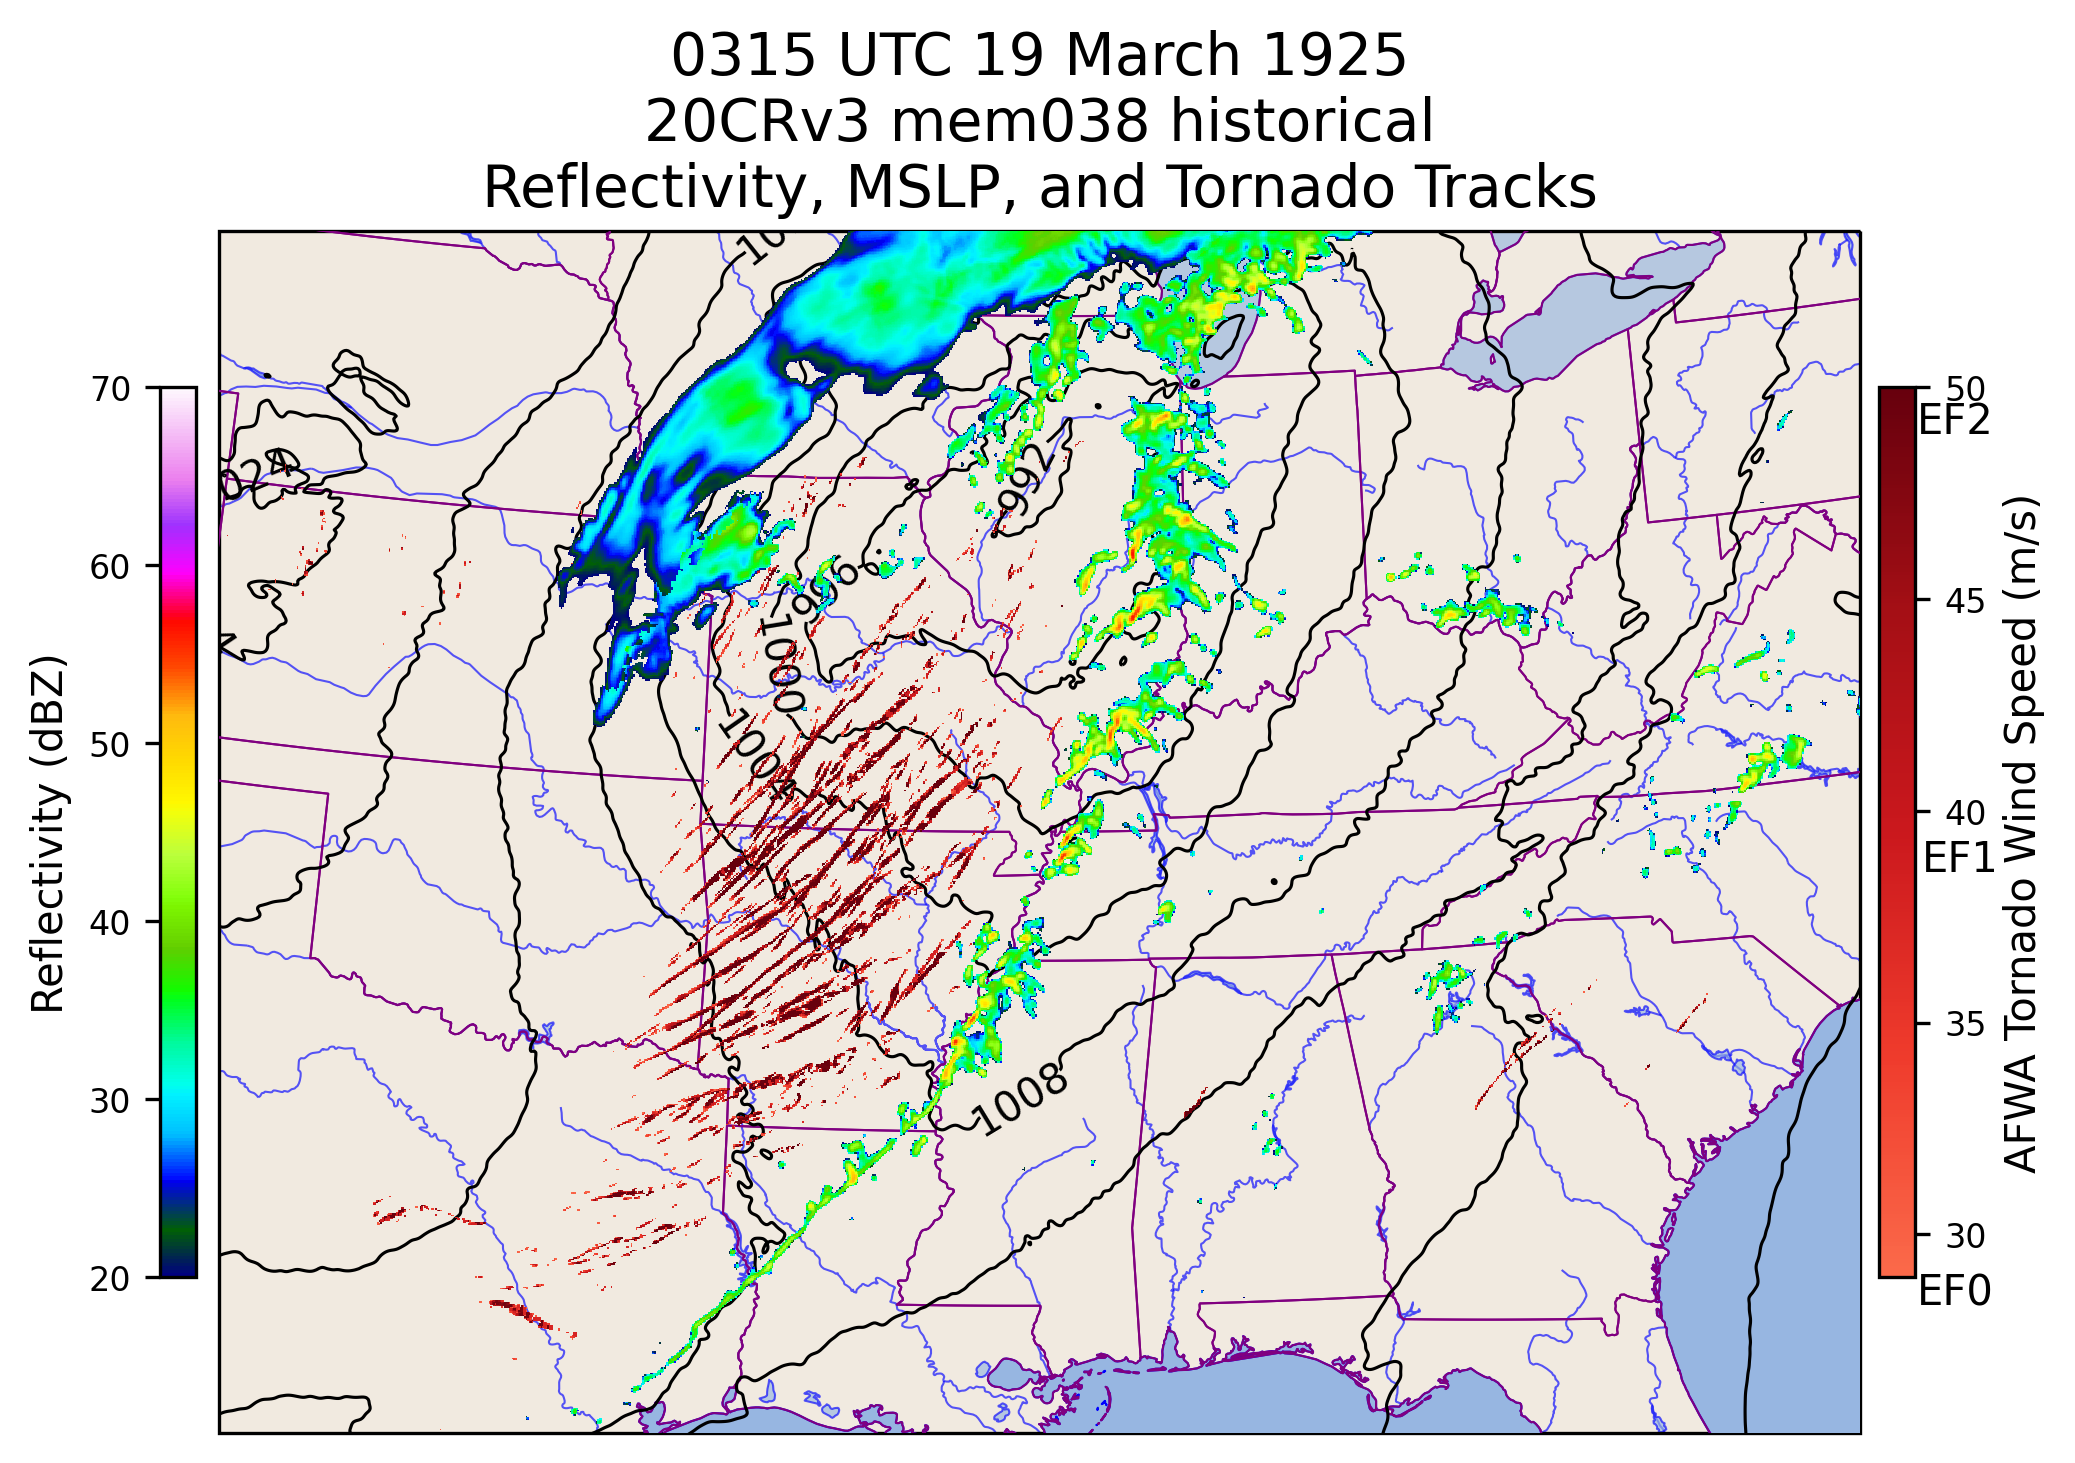 0315 UTC 19 March 1925
20CRv3 mem038 historical
Reflectivity, MSLP, and Tornado Tracks
70
60
50
40
30
20
Reflectivity (dBZ)
992
996
1000
1004
1008
50
EF2
45
40
EF1
35
30
EF0
AFWA Tornado Wind Speed (m/s)